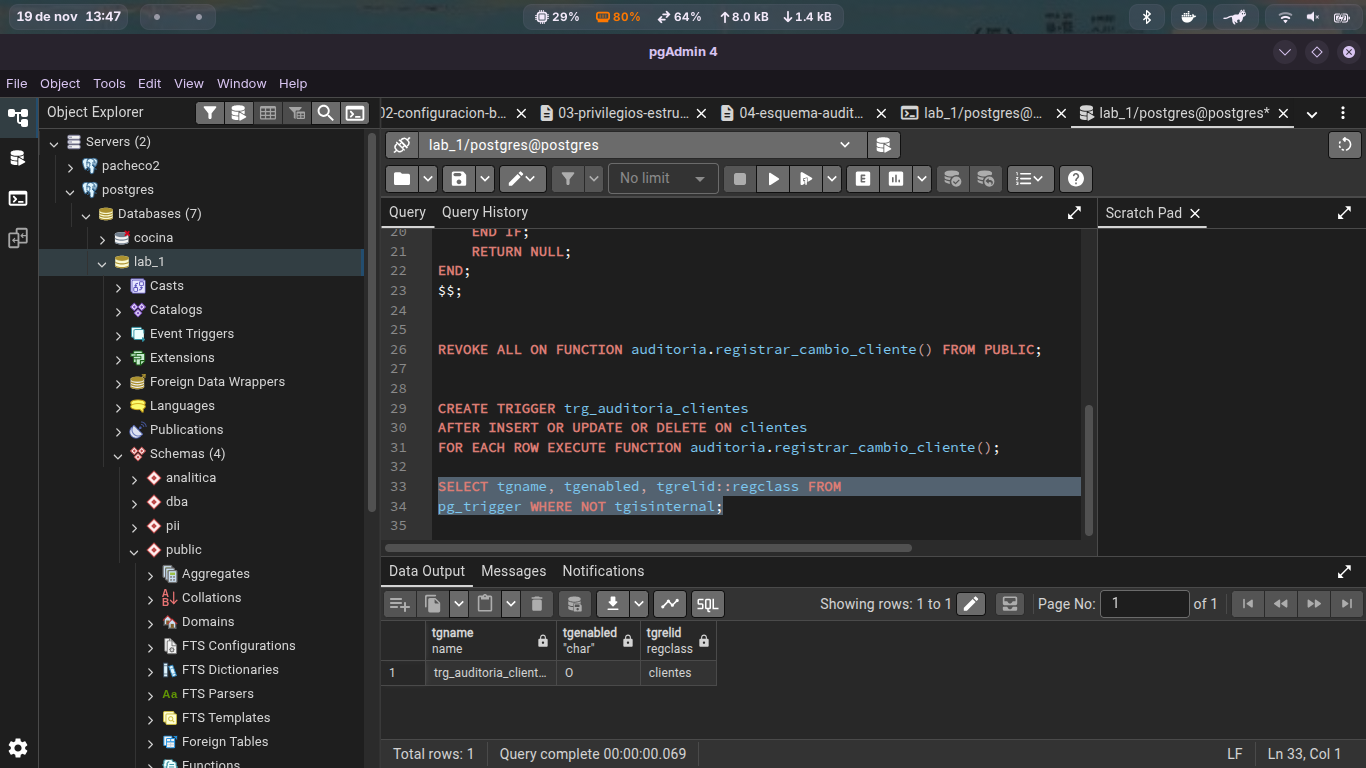 19 de nov 13:47
29%
80%
64%
8.0 kB
1.4 kB
pgAdmin 4
File Object Tools Edit View Window Help
Object Explorer
Servers (2)
pacheco2
postgres
Databases (7)
cocina
lab_1
Casts
Catalogs
Event Triggers
Extensions
Foreign Data Wrappers
Languages
Publications
Schemas (4)
analitica
dba
pii
public
Aggregates
Collations
Domains
FTS Configurations
FTS Dictionaries
Aa FTS Parsers
FTS Templates
Foreign Tables
Functions
02-configuracion-b...
03-privilegios-estru...
04-esquema-audit...
lab_1/postgres@...
lab_1/postgres@postgres*
lab_1/postgres@postgres
No limit
E
Query Query History
Scratch Pad
20 END IF;
21 RETURN NULL;
22 END;
23 $$;
24
25
26 REVOKE ALL ON FUNCTION auditoria.registrar_cambio_cliente() FROM PUBLIC;
27
28
29 CREATE TRIGGER trg_auditoria_clientes
30 AFTER INSERT OR UPDATE OR DELETE ON clientes
31 FOR EACH ROW EXECUTE FUNCTION auditoria.registrar_cambio_cliente();
32
33 SELECT tgname, tgenabled, tgrelid::regclass FROM
34 pg_trigger WHERE NOT tgisinternal;
35
Data Output Messages Notifications
SQL
Showing rows: 1 to 1
Page No: 1 of 1
tgname tgenabled tgrelid
name "char" regclass
1 trg_auditoria_client... O clientes
Total rows: 1 Query complete 00:00:00.069
LF Ln 33, Col 1